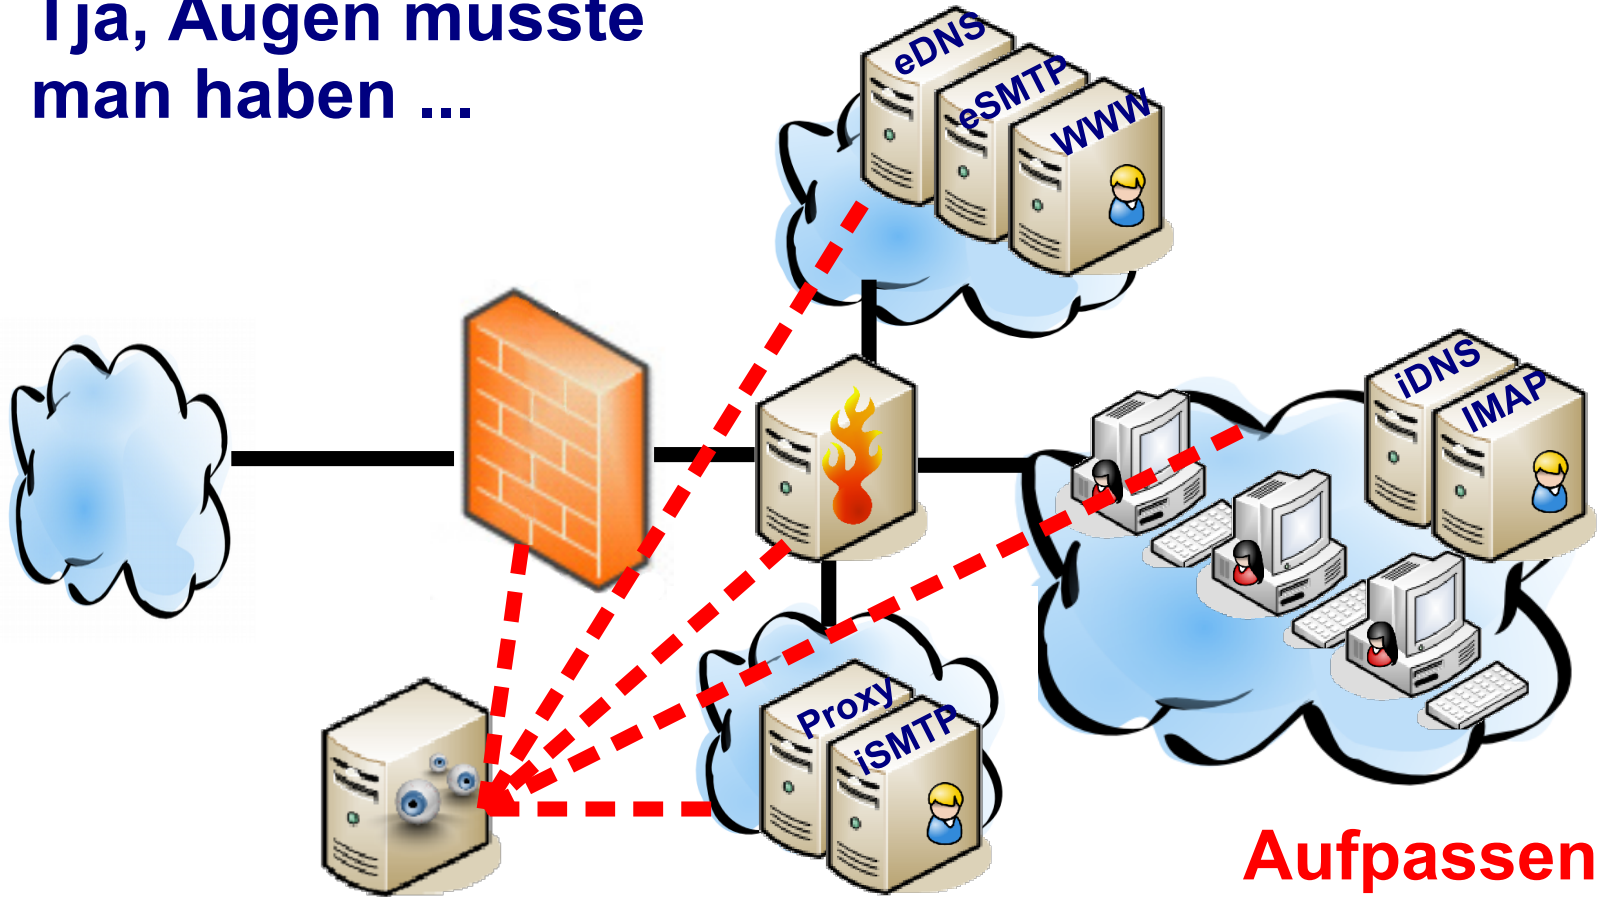 Tja, Augen musste
man haben ...
eDNS
eSMTP
WWW
iDNS
IMAP
Proxy
iSMTP
Aufpassen